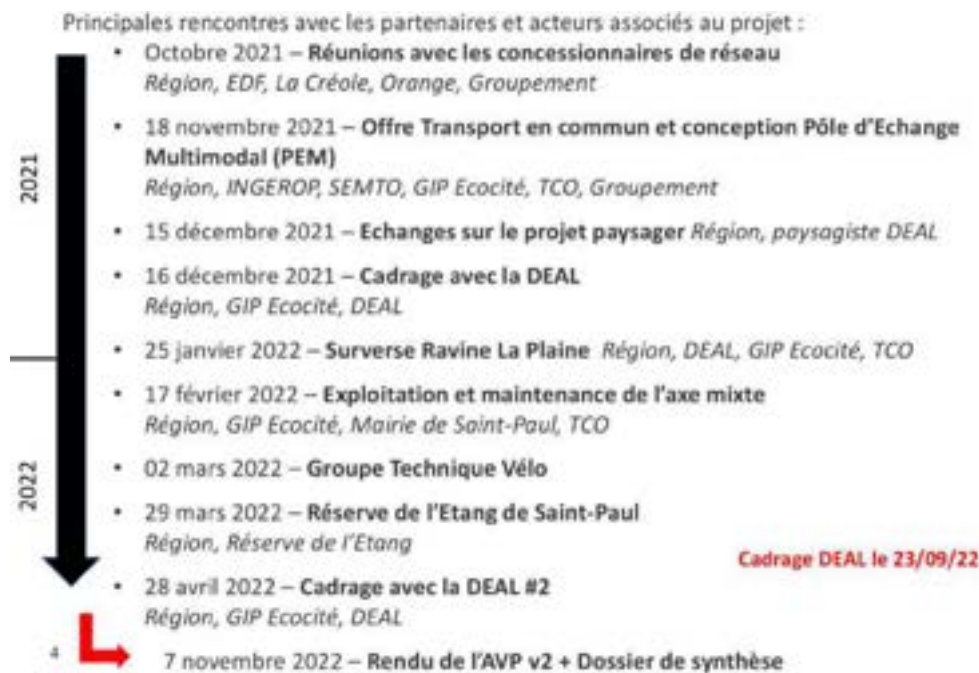 Principales rencontres avec les partenaires et acteurs associés au projet :
• Octobre 2021 – Réunions avec les concessionnaires de réseau
Région, EDF, La Créole, Orange, Groupement
• 18 novembre 2021 – Offre Transport en commun et conception Pôle d'Echange
Multimodal (PEM)
Région, INGEROP, SEMTO, GIP Ecocité, TCO, Groupement
2021
• 15 décembre 2021 – Echanges sur le projet paysager Région, paysagiste DEAL
• 16 décembre 2021 – Cadrage avec la DEAL
Région, GIP Ecocité, DEAL
• 25 janvier 2022 – Surverse Ravine La Plaine Région, DEAL, GIP Ecocité, TCO
• 17 février 2022 – Exploitation et maintenance de l'axe mixte
Région, GIP Ecocité, Mairie de Saint-Paul, TCO
2022
• 02 mars 2022 – Groupe Technique Vélo
• 29 mars 2022 – Réserve de l'Etang de Saint-Paul
Région, Réserve de l'Etang
Cadrage DEAL le 23/09/22
• 28 avril 2022 – Cadrage avec la DEAL #2
Région, GIP Ecocité, DEAL
4
7 novembre 2022 – Rendu de l'AVP v2 + Dossier de synthèse